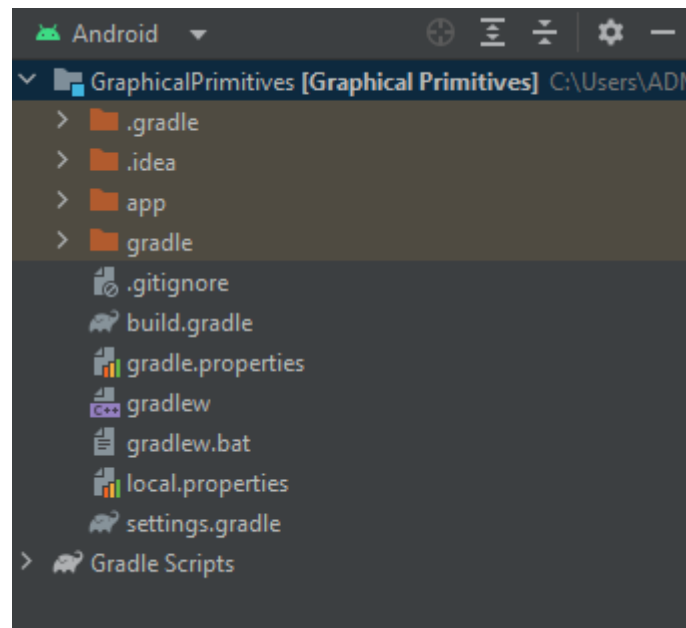 Android
GraphicalPrimitives [Graphical Primitives] C:\Users\ADM
.gradle
.idea
app
gradle
.gitignore
build.gradle
gradle.properties
C++ gradlew
gradlew.bat
local.properties
settings.gradle
Gradle Scripts